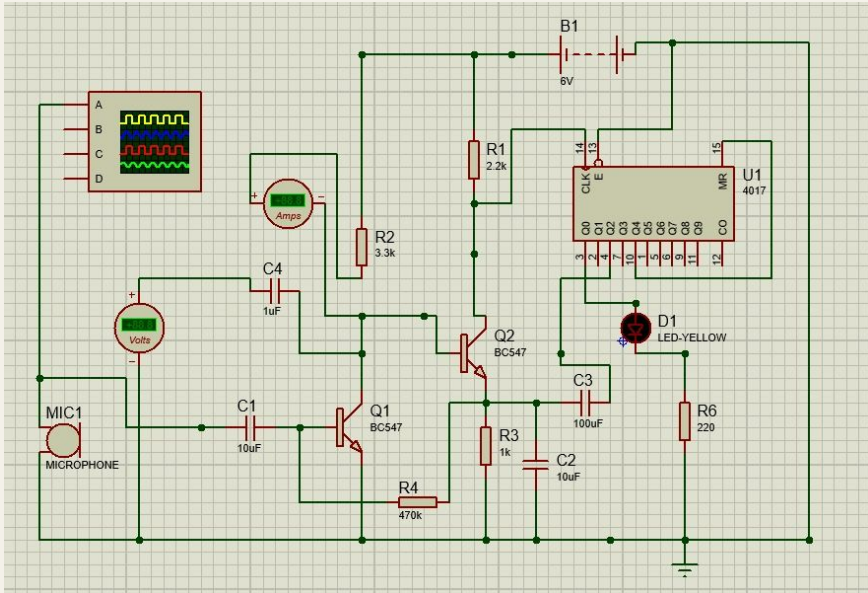 B1
6V
A
B
C
D
R1
2.2k
14
13
15
CLK
E
MR
U1
4017
Q0
Q1
Q2
Q3
Q4
Q5
Q6
Q7
Q8
Q9
CO
3
2
4
7
10
1
5
6
9
11
12
+
−
Amps
R2
3.3k
C4
1uF
+
Volts
−
D1
LED-YELLOW
Q2
BC547
MIC1
MICROPHONE
C1
10uF
Q1
BC547
C3
100uF
R3
1k
C2
10uF
R6
220
R4
470k